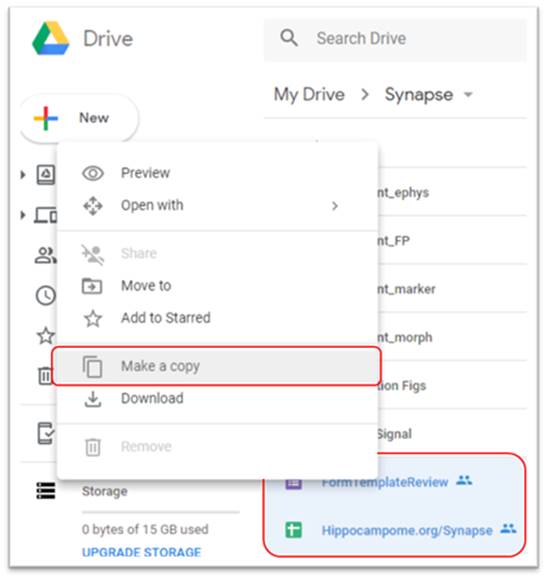 Drive
Search Drive
My Drive > Synapse
New
Preview
Open with
Share
Move to
Add to Starred
Make a copy
Download
Remove
nt_ephys
nt_FP
nt_marker
nt_morph
ion Figs
Signal
FormTemplateReview
Hippocampome.org/Synapse
Storage
0 bytes of 15 GB used
UPGRADE STORAGE